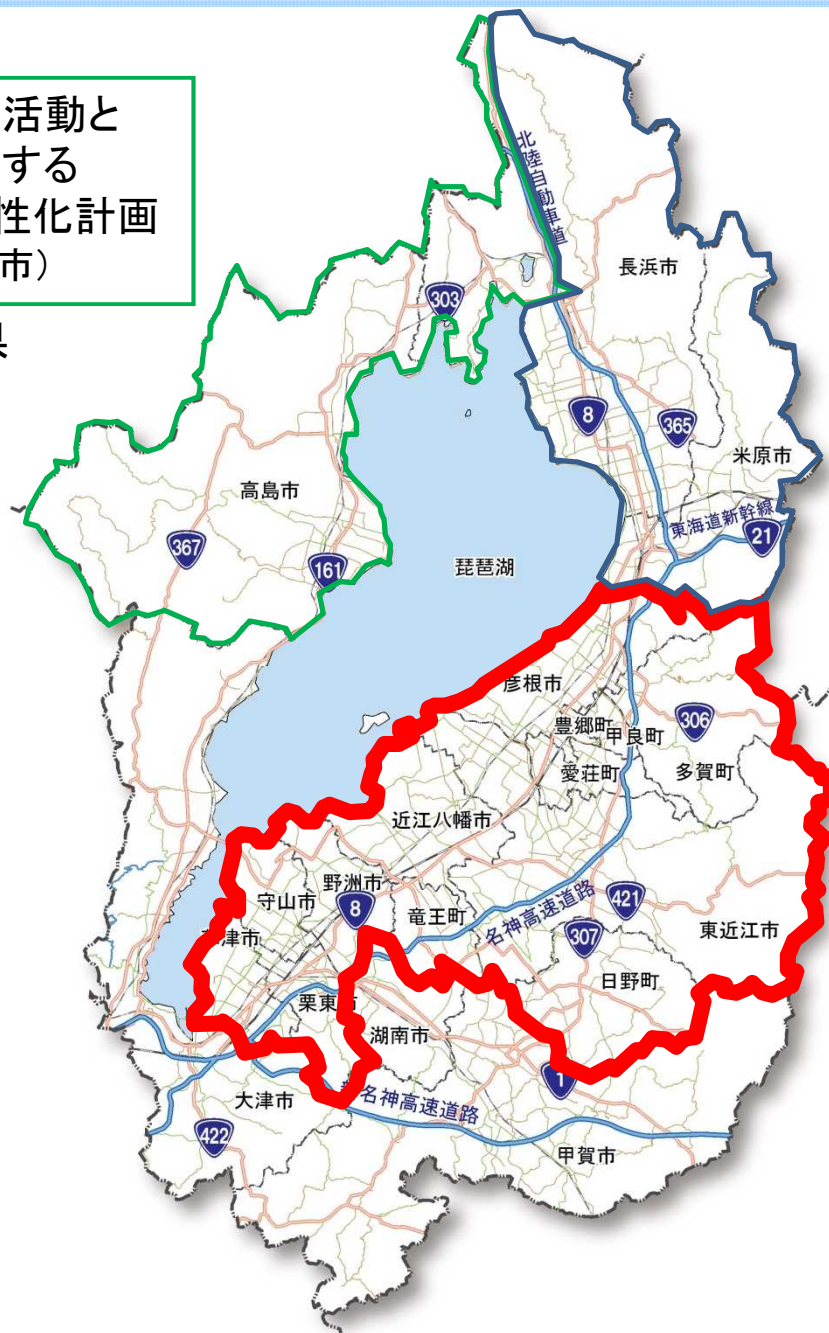 活動と
する
性化計画
市）
県
北陸自動車道
長浜市
303
8
365
米原市
高島市
東海道新幹線
21
367
161
琵琶湖
彦根市
豊郷町
甲良町
306
愛荘町
多賀町
近江八幡市
野洲市
守山市
8
竜王町
名神高速道路
421
津市
307
東近江市
日野町
栗東市
湖南市
1
大津市
名神高速道路
422
甲賀市